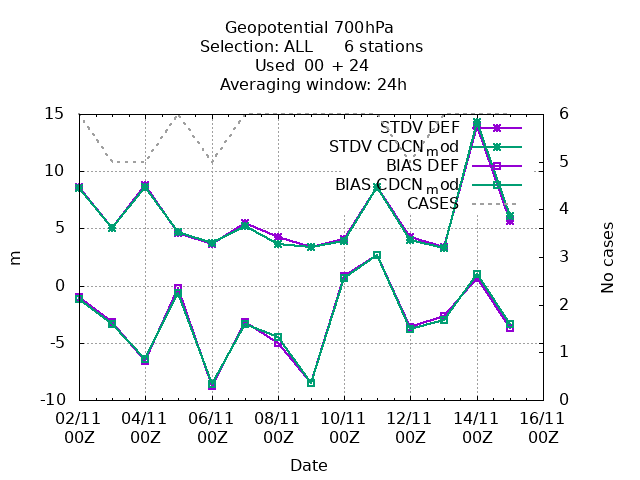 Geopotential 700hPa
Selection: ALL      6 stations
Used  00 + 24
Averaging window: 24h
15
10
5
0
-5
-10
m
6
5
4
3
2
1
0
No cases
STDV DEF
STDV CDCN_mod
BIAS DEF
BIAS CDCN_mod
CASES
02/11 04/11 06/11 08/11 10/11 12/11 14/11 16/11
00Z 00Z 00Z 00Z 00Z 00Z 00Z 00Z
Date